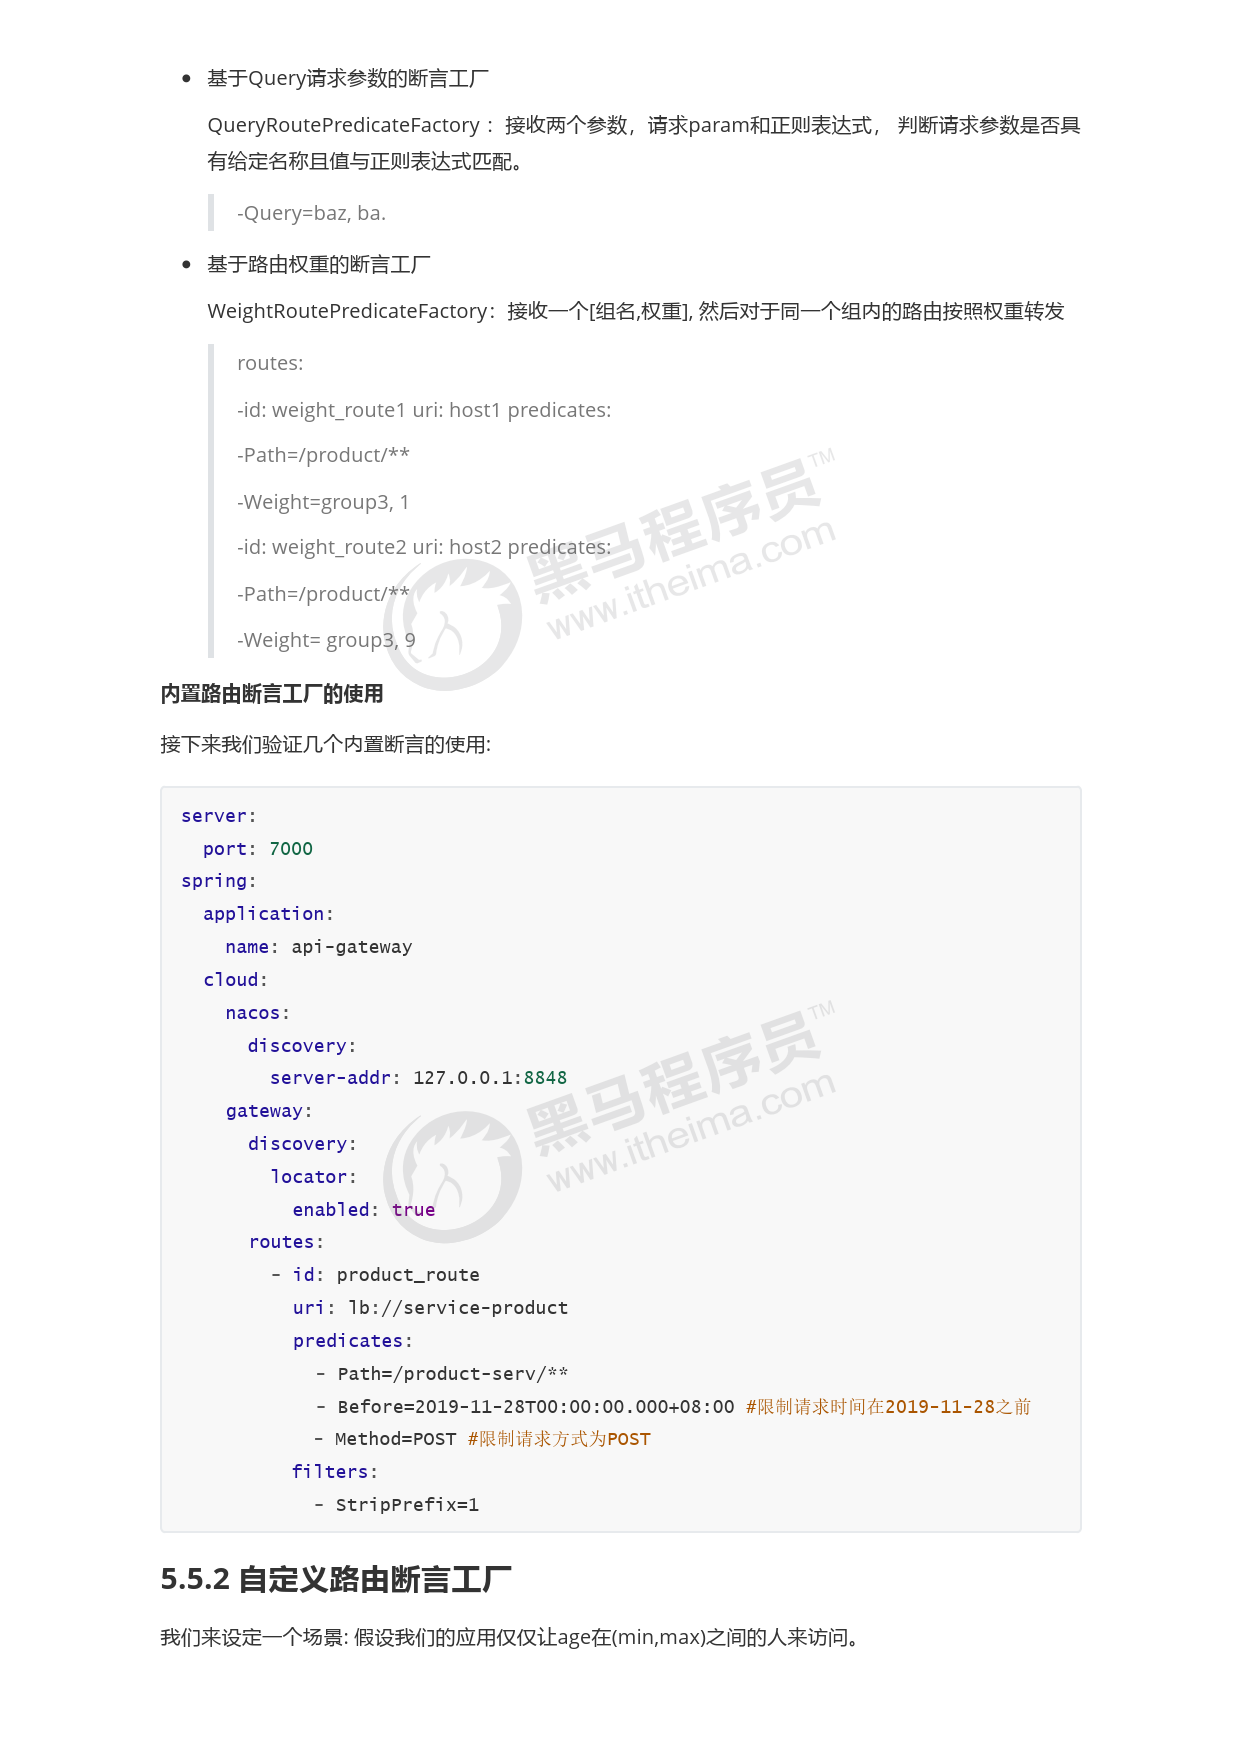 基于Query请求参数的断言工厂
QueryRoutePredicateFactory ：接收两个参数，请求param和正则表达式， 判断请求参数是否具
有给定名称且值与正则表达式匹配。
-Query=baz, ba.
基于路由权重的断言工厂
WeightRoutePredicateFactory：接收一个[组名,权重], 然后对于同一个组内的路由按照权重转发
routes:
-id: weight_route1 uri: host1 predicates:
-Path=/product/**
-Weight=group3, 1
-id: weight_route2 uri: host2 predicates:
-Path=/product/**
-Weight= group3, 9
黑马程序员™
www.itheima.com
内置路由断言工厂的使用
接下来我们验证几个内置断言的使用:
server:
  port: 7000
spring:
  application:
    name: api-gateway
  cloud:
    nacos:
      discovery:
        server-addr: 127.0.0.1:8848
    gateway:
      discovery:
        locator:
          enabled: true
      routes:
        - id: product_route
          uri: lb://service-product
          predicates:
            - Path=/product-serv/**
            - Before=2019-11-28T00:00:00.000+08:00 #限制请求时间在2019-11-28之前
            - Method=POST #限制请求方式为POST
          filters:
            - StripPrefix=1
黑马程序员™
www.itheima.com
5.5.2 自定义路由断言工厂
我们来设定一个场景: 假设我们的应用仅仅让age在(min,max)之间的人来访问。